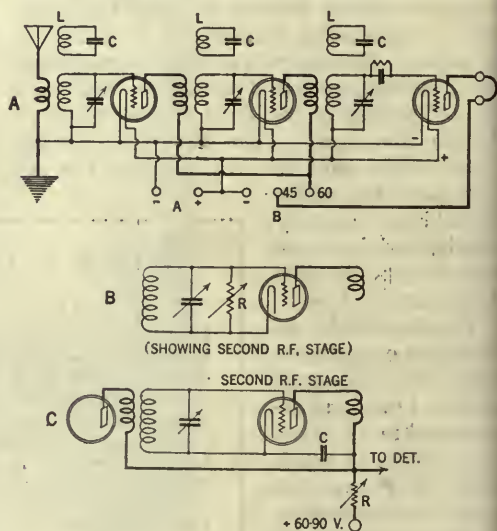 L C L C L C
A
- +
- A + - 45 60
B
B R
(SHOWING SECOND R.F. STAGE)
SECOND R.F. STAGE
C C TO DET.
R
+ 60-90 V.